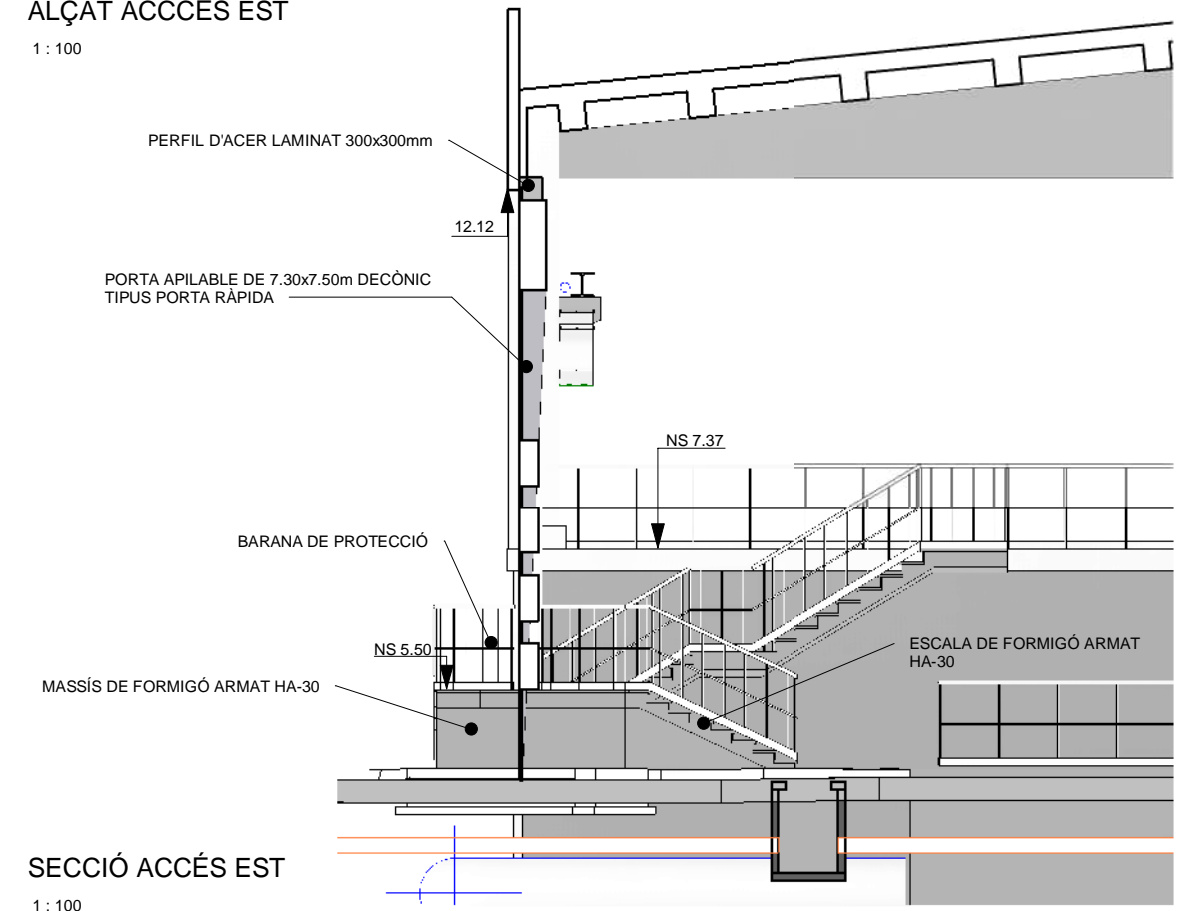 ALÇAT ACCCÉS EST
1 : 100
PERFIL D'ACER LAMINAT 300x300mm
12.12
PORTA APILABLE DE 7.30x7.50m DECÒNIC
TIPUS PORTA RÀPIDA
NS 7.37
BARANA DE PROTECCIÓ
NS 5.50
ESCALA DE FORMIGÓ ARMAT
HA-30
MASSÍS DE FORMIGÓ ARMAT HA-30
SECCIÓ ACCÉS EST
1 : 100